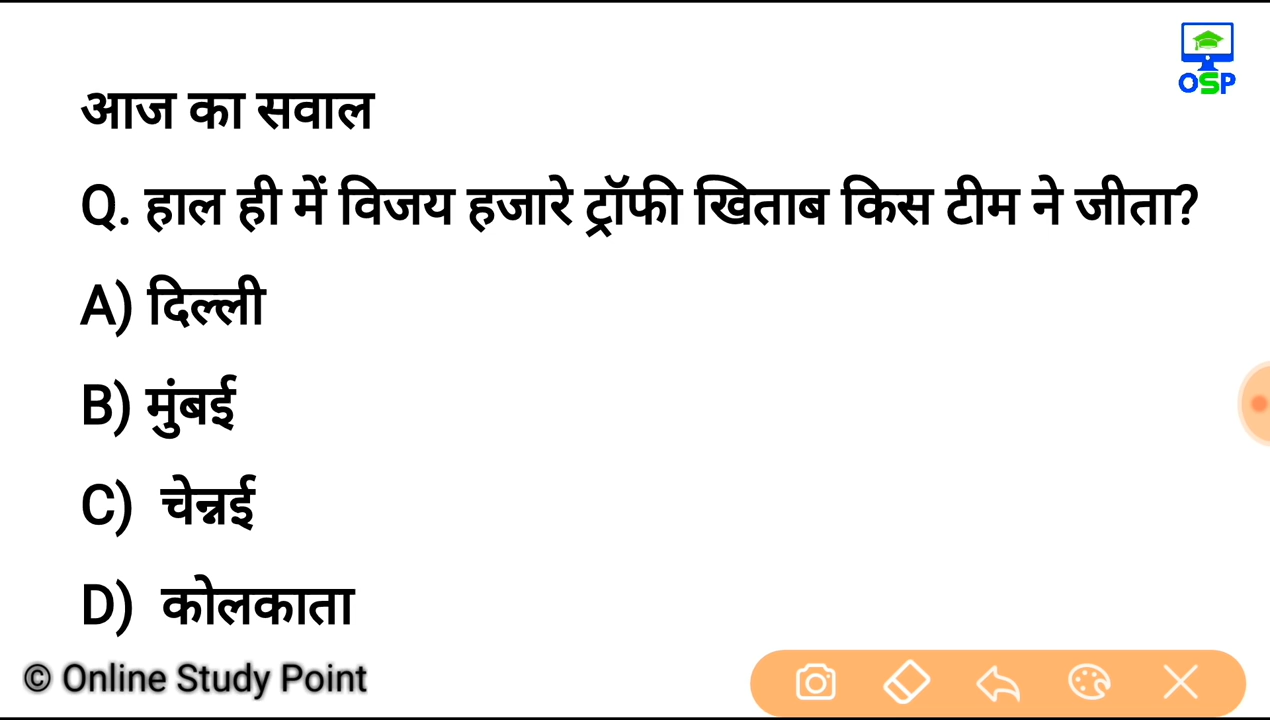 OSP
आज का सवाल
Q. हाल ही में विजय हजारे ट्रॉफी खिताब किस टीम ने जीता?
A) दिल्ली
B) मुंबई
C) चेन्नई
D) कोलकाता
© Online Study Point